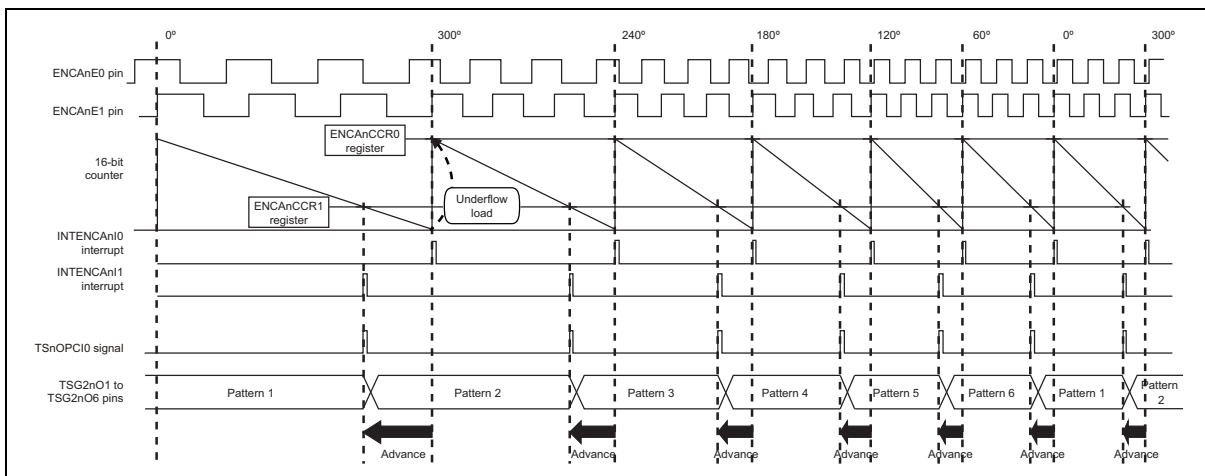 0º 300º 240º 180º 120º 60º 0º 300º
ENCAnE0 pin
ENCAnE1 pin
ENCAnCCR0
register
16-bit
counter
Underflow
load
ENCAnCCR1
register
INTENCAnI0
interrupt
INTENCAnI1
interrupt
TSnOPCI0 signal
TSG2nO1 to
TSG2nO6 pins
Pattern 1 Pattern 2 Pattern 3 Pattern 4 Pattern 5 Pattern 6 Pattern 1 Pattern
2
Advance Advance Advance Advance Advance Advance Advance